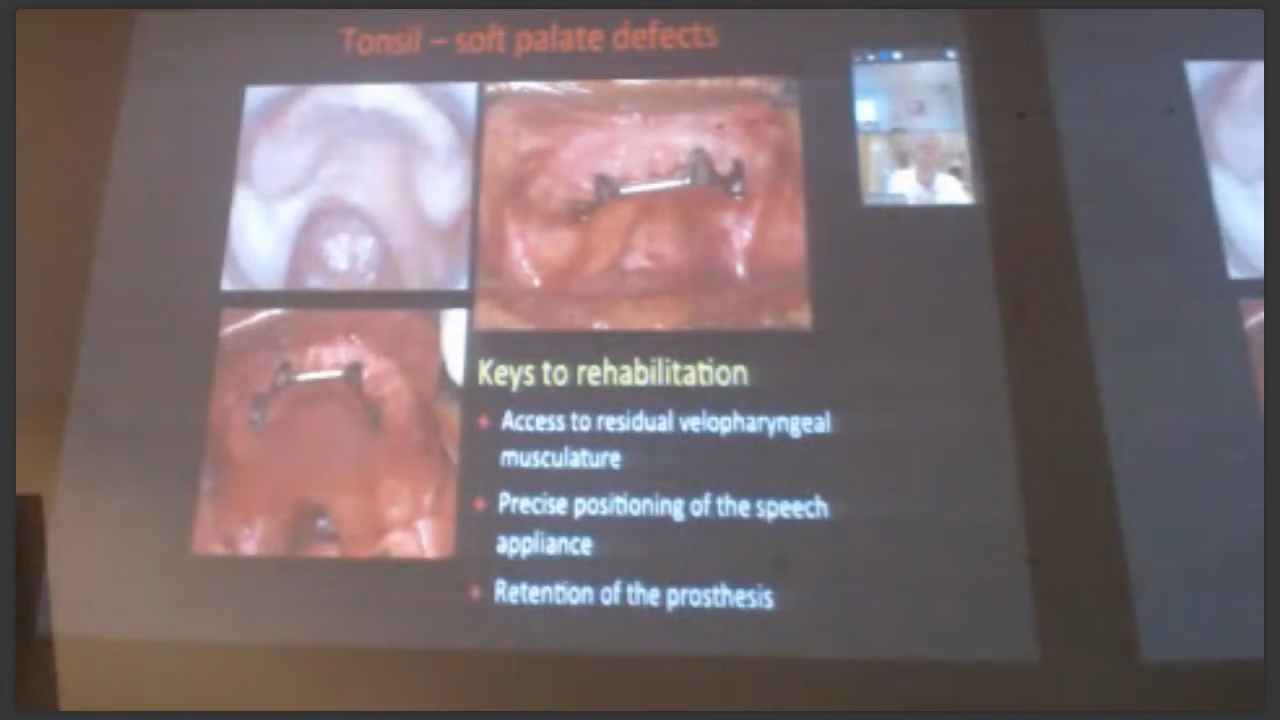 Tonsil – soft palate defects
Keys to rehabilitation
Access to residual velopharyngeal
musculature
Precise positioning of the speech
appliance
Retention of the prosthesis